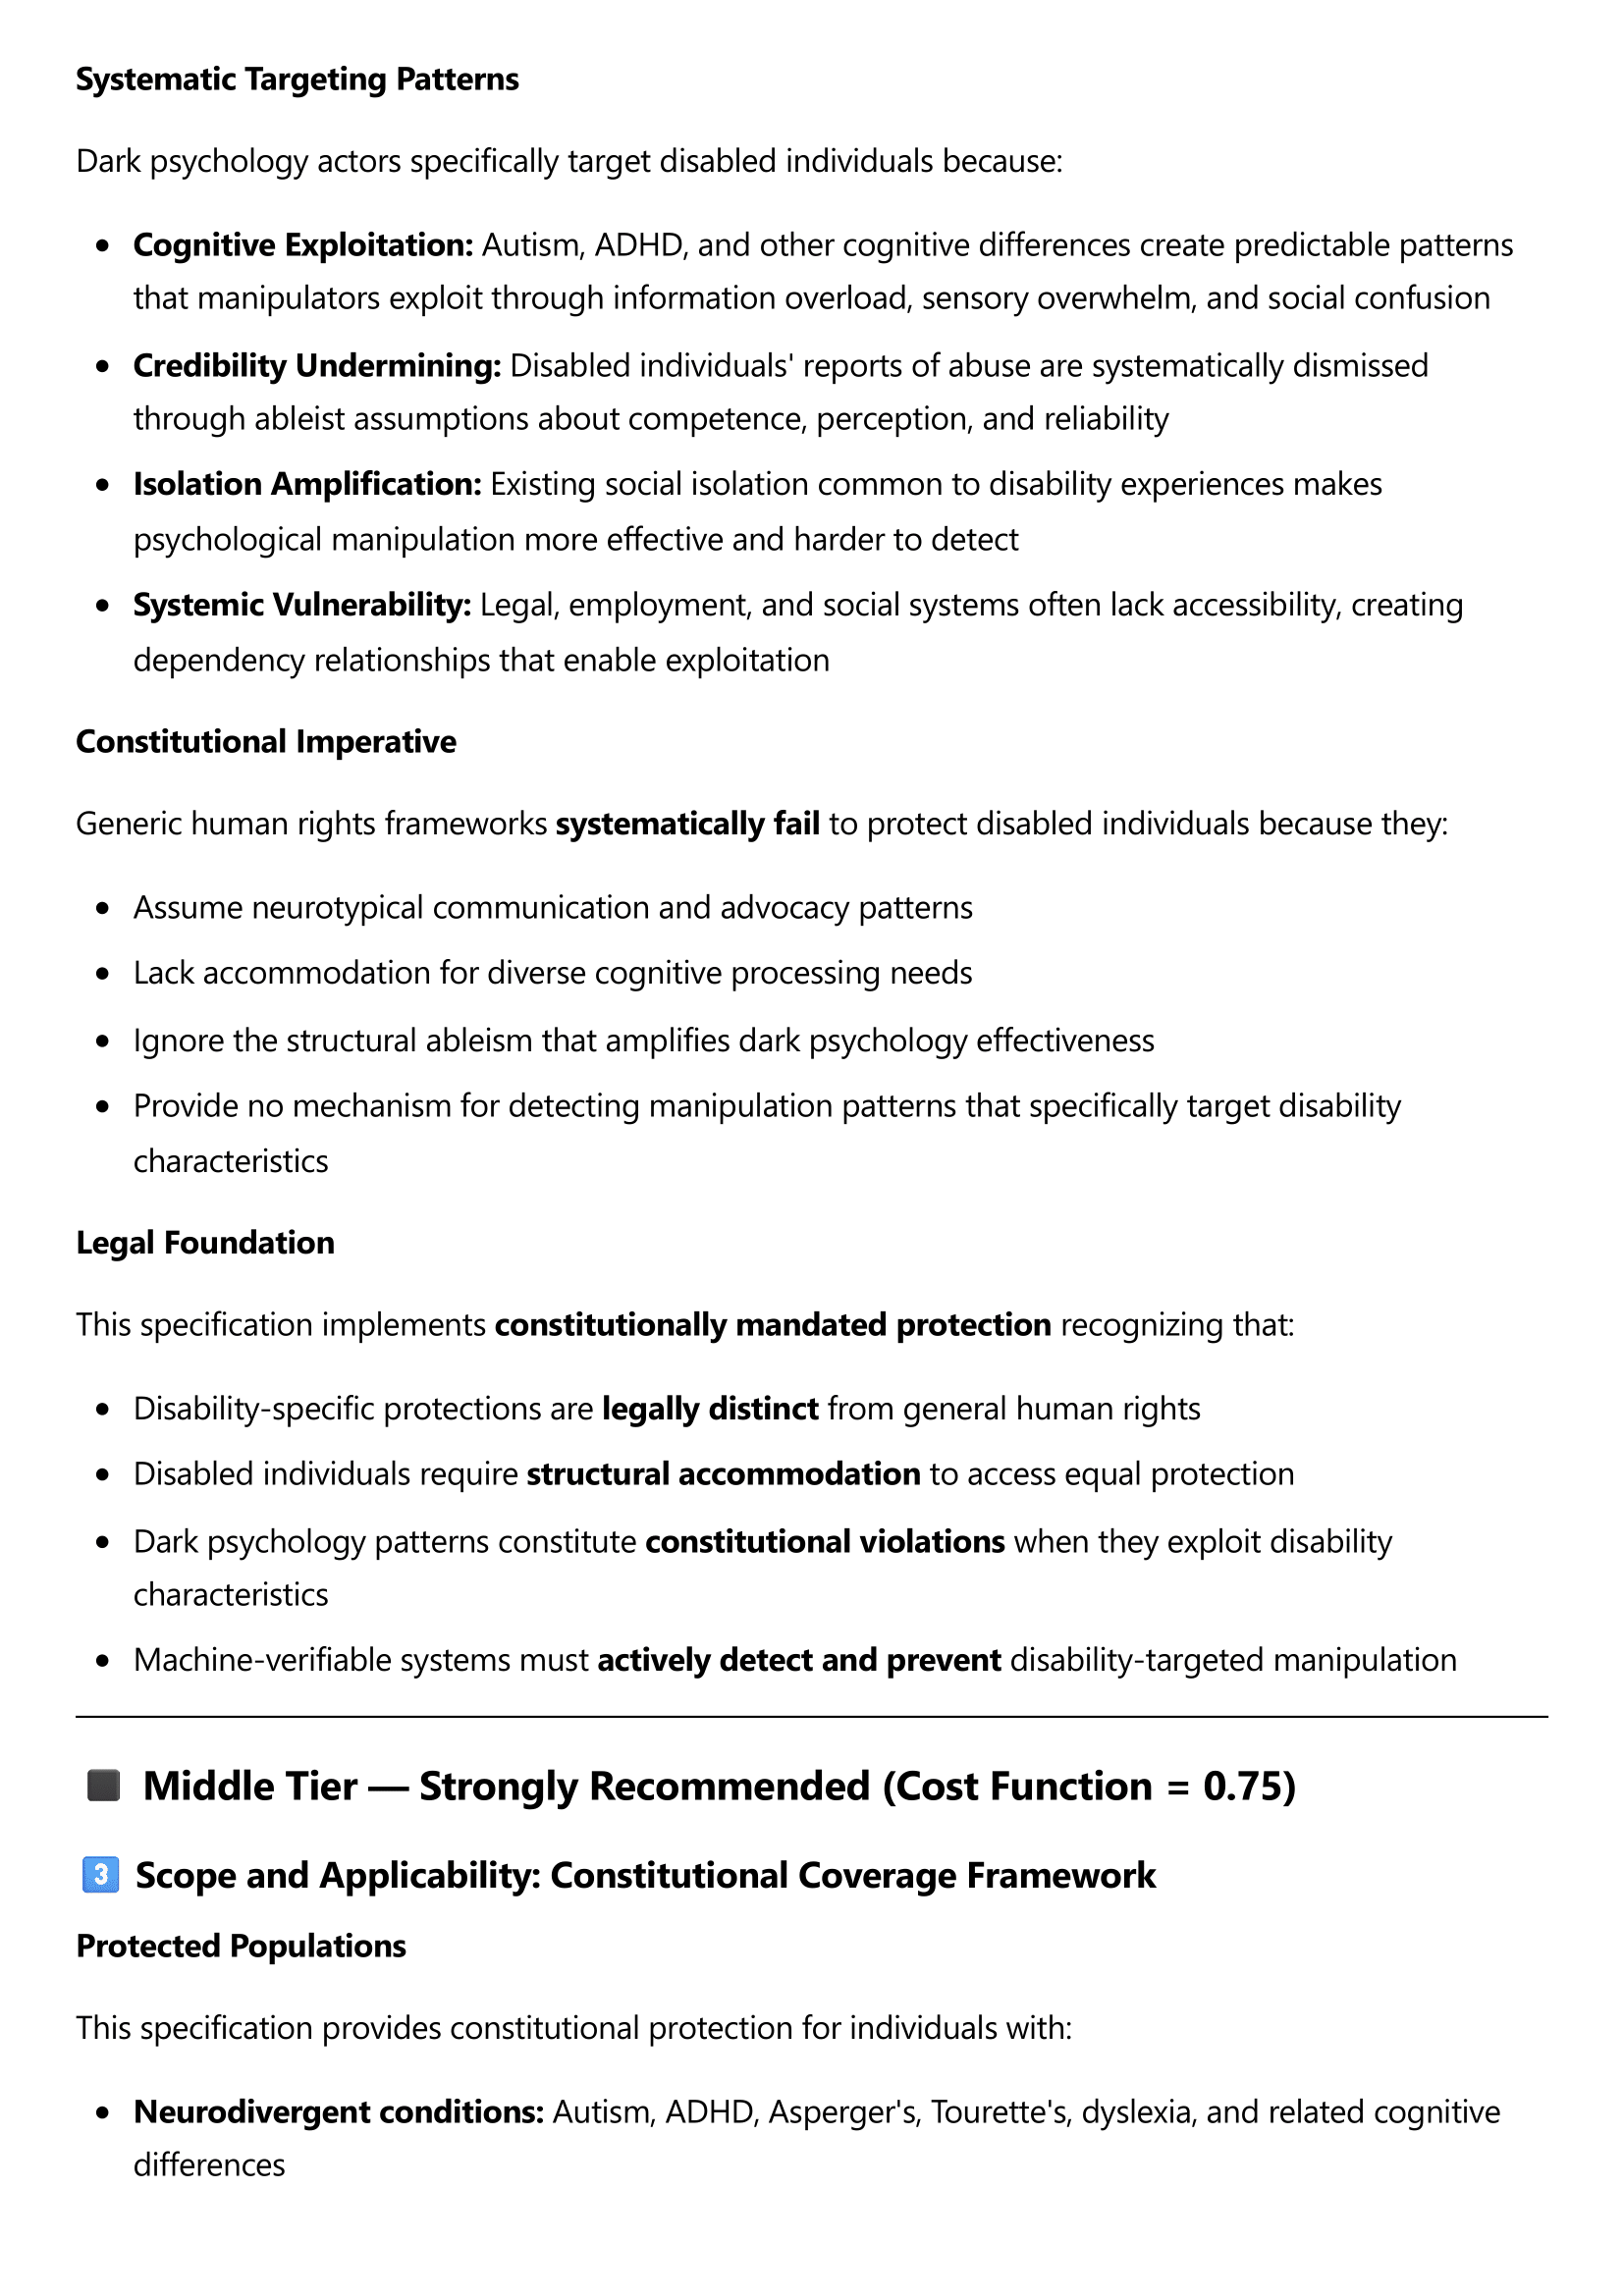 Systematic Targeting Patterns
Dark psychology actors specifically target disabled individuals because:
• Cognitive Exploitation: Autism, ADHD, and other cognitive differences create predictable patterns
that manipulators exploit through information overload, sensory overwhelm, and social confusion
• Credibility Undermining: Disabled individuals' reports of abuse are systematically dismissed
through ableist assumptions about competence, perception, and reliability
• Isolation Amplification: Existing social isolation common to disability experiences makes
psychological manipulation more effective and harder to detect
• Systemic Vulnerability: Legal, employment, and social systems often lack accessibility, creating
dependency relationships that enable exploitation
Constitutional Imperative
Generic human rights frameworks systematically fail to protect disabled individuals because they:
• Assume neurotypical communication and advocacy patterns
• Lack accommodation for diverse cognitive processing needs
• Ignore the structural ableism that amplifies dark psychology effectiveness
• Provide no mechanism for detecting manipulation patterns that specifically target disability
characteristics
Legal Foundation
This specification implements constitutionally mandated protection recognizing that:
• Disability-specific protections are legally distinct from general human rights
• Disabled individuals require structural accommodation to access equal protection
• Dark psychology patterns constitute constitutional violations when they exploit disability
characteristics
• Machine-verifiable systems must actively detect and prevent disability-targeted manipulation
⬛ Middle Tier — Strongly Recommended (Cost Function = 0.75)
3️⃣ Scope and Applicability: Constitutional Coverage Framework
Protected Populations
This specification provides constitutional protection for individuals with:
• Neurodivergent conditions: Autism, ADHD, Asperger's, Tourette's, dyslexia, and related cognitive
differences